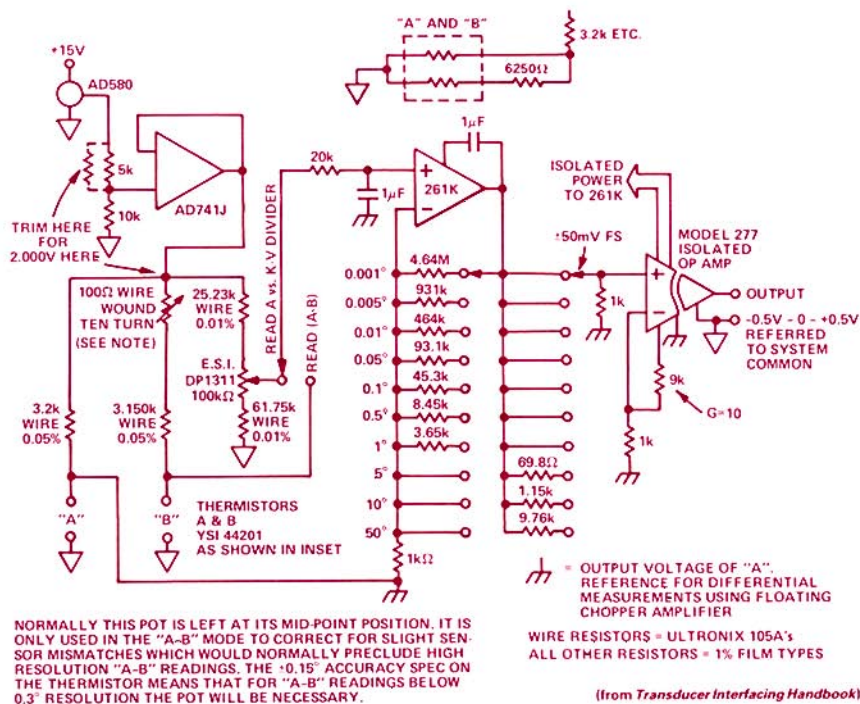 "A" AND "B"
3.2k ETC.
6250Ω
+15V
AD580
5k
10k
AD741J
TRIM HERE
FOR
2.000V HERE
20k
1µF
1µF
+
261K
–
ISOLATED
POWER
TO 261K
±50mV FS
MODEL 277
ISOLATED
OP AMP
+
–
1k
OUTPUT
-0.5V - 0 - +0.5V
REFERRED
TO SYSTEM
COMMON
9k
G=10
1k
READ A vs. K-V DIVIDER
READ (A-B)
100Ω WIRE
WOUND
TEN TURN
(SEE NOTE)
25.23k
WIRE
0.01%
E.S.I.
DP1311
100kΩ
61.75k
WIRE
0.01%
3.2k
WIRE
0.05%
3.150k
WIRE
0.05%
"A"
"B"
THERMISTORS
A & B
YSI 44201
AS SHOWN IN INSET
0.001° 4.64M
0.005° 931k
0.01° 464k
0.05° 93.1k
0.1° 45.3k
0.5° 8.45k
1° 3.65k
5° 69.8Ω
10° 1.15k
50° 9.76k
1kΩ
= OUTPUT VOLTAGE OF "A".
REFERENCE FOR DIFFERENTIAL
MEASUREMENTS USING FLOATING
CHOPPER AMPLIFIER
WIRE RESISTORS = ULTRONIX 105A's
ALL OTHER RESISTORS = 1% FILM TYPES
NORMALLY THIS POT IS LEFT AT ITS MID-POINT POSITION. IT IS
ONLY USED IN THE "A-B" MODE TO CORRECT FOR SLIGHT SEN-
SOR MISMATCHES WHICH WOULD NORMALLY PRECLUDE HIGH
RESOLUTION "A-B" READINGS. THE ±0.15° ACCURACY SPEC ON
THE THERMISTOR MEANS THAT FOR "A-B" READINGS BELOW
0.3° RESOLUTION THE POT WILL BE NECESSARY.
(from Transducer Interfacing Handbook)